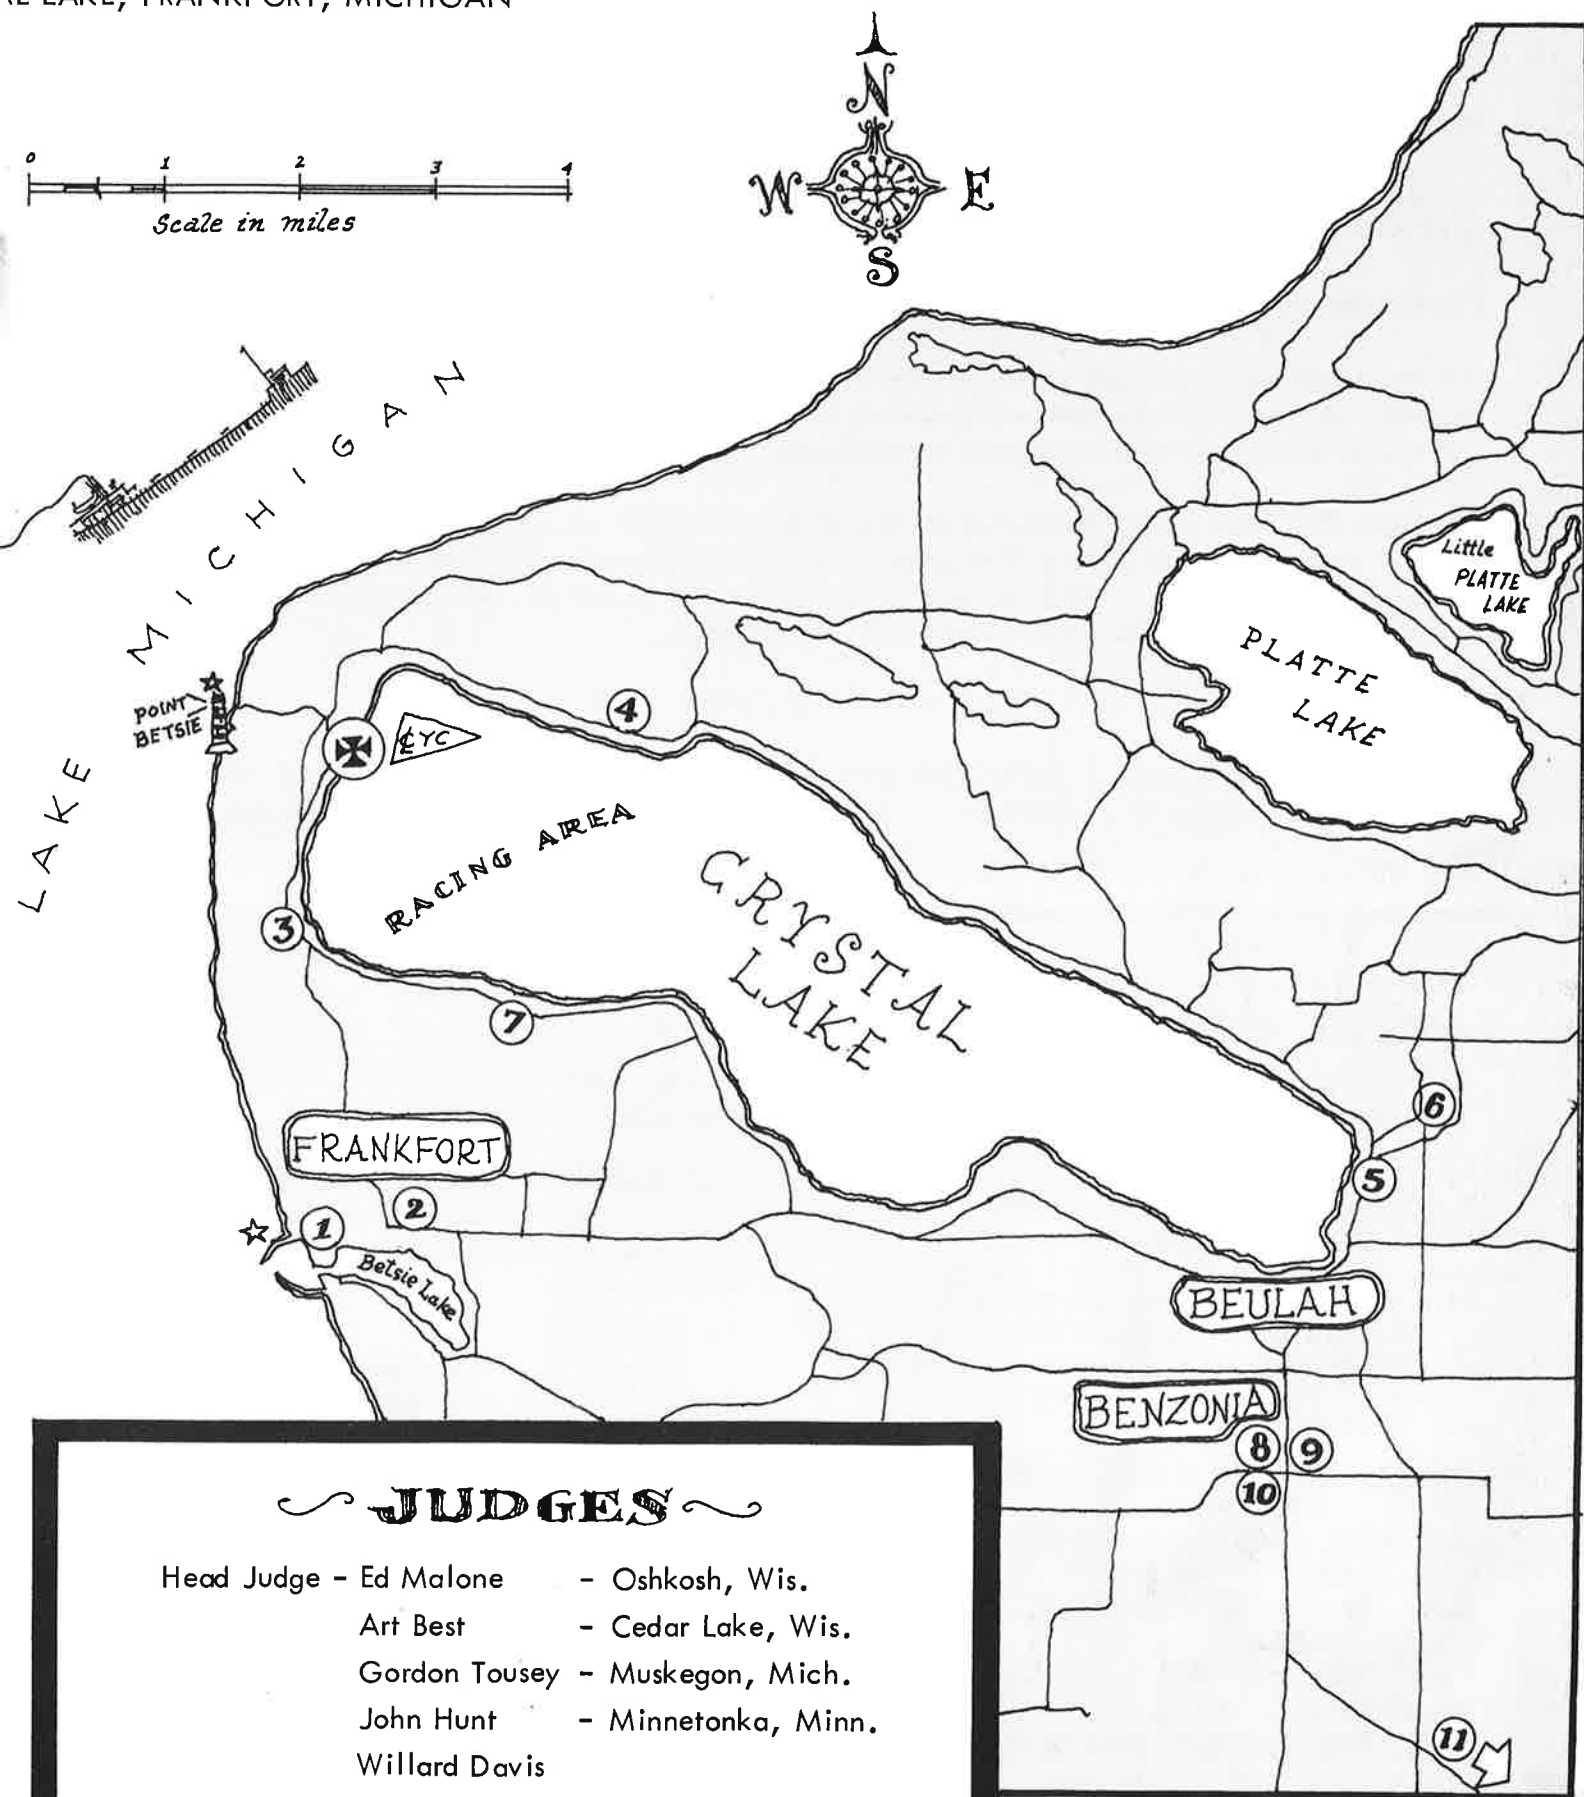 LAKE, FRANKFORT, MICHIGAN
N
W E
S
0 1 2 3 4
Scale in miles
LAKE MICHIGAN
POINT
BETSIE
CYC
RACING AREA
CRYSTAL
LAKE
PLATTE
LAKE
Little
PLATTE
LAKE
4
3
7
6
5
FRANKFORT
2
1
Betsie Lake
BEULAH
BENZONIA
8 9
10
11
JUDGES
Head Judge - Ed Malone - Oshkosh, Wis.
Art Best - Cedar Lake, Wis.
Gordon Tousey - Muskegon, Mich.
John Hunt - Minnetonka, Minn.
Willard Davis